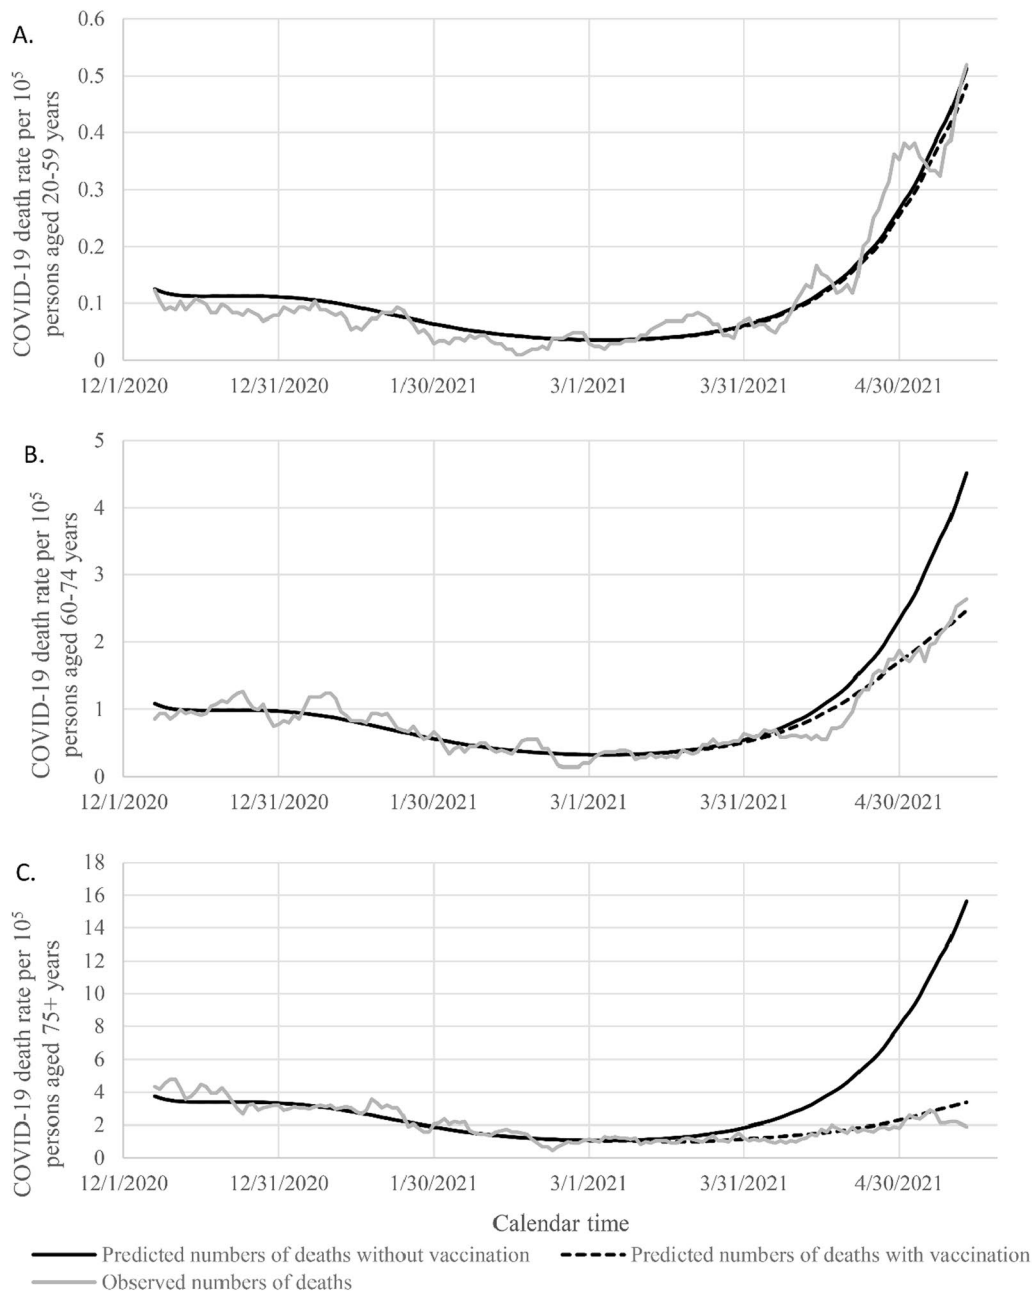 A.
COVID-19 death rate per 10⁵
persons aged 20-59 years
0.6
0.5
0.4
0.3
0.2
0.1
0
12/1/2020 12/31/2020 1/30/2021 3/1/2021 3/31/2021 4/30/2021
B.
COVID-19 death rate per 10⁵
persons aged 60-74 years
5
4
3
2
1
0
12/1/2020 12/31/2020 1/30/2021 3/1/2021 3/31/2021 4/30/2021
C.
COVID-19 death rate per 10⁵
persons aged 75+ years
18
16
14
12
10
8
6
4
2
0
12/1/2020 12/31/2020 1/30/2021 3/1/2021 3/31/2021 4/30/2021
Calendar time
Predicted numbers of deaths without vaccination Predicted numbers of deaths with vaccination
Observed numbers of deaths